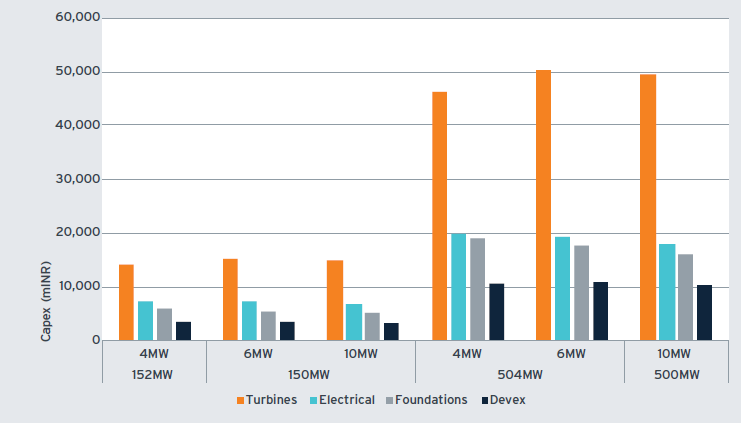 60,000
50,000
40,000
30,000
20,000
10,000
0
Capex (mINR)
4MW 6MW 10MW 4MW 6MW 10MW
152MW 150MW 504MW 500MW
Turbines Electrical Foundations Devex